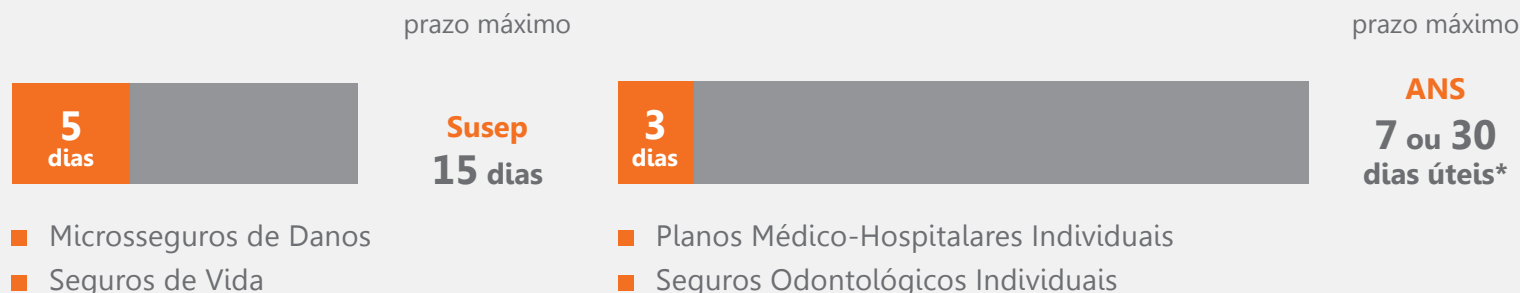 prazo máximo
5
dias
Susep
15 dias
■ Microsseguros de Danos
■ Seguros de Vida
prazo máximo
3
dias
ANS
7 ou 30
dias úteis*
■ Planos Médico-Hospitalares Individuais
■ Seguros Odontológicos Individuais